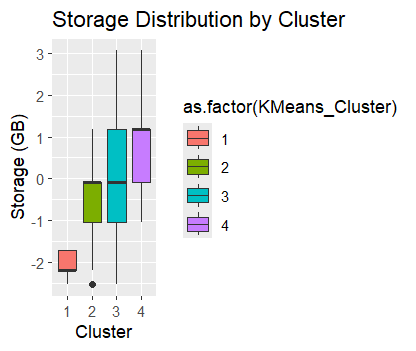 Storage Distribution by Cluster
Storage (GB)
3
2
1
0
-1
-2
1 2 3 4
Cluster
as.factor(KMeans_Cluster)
1
2
3
4